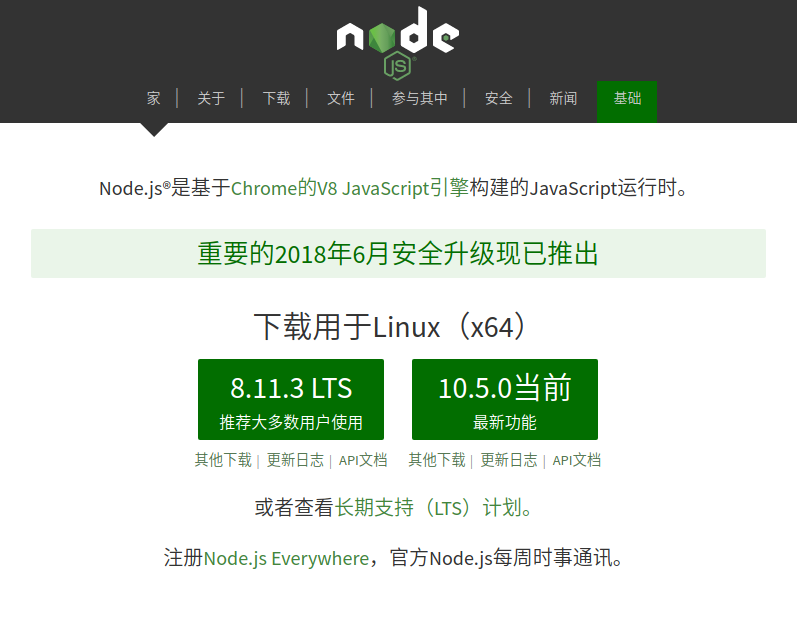 node
JS
家 | 关于 | 下载 | 文件 | 参与其中 | 安全 | 新闻 基础
Node.js®是基于Chrome的V8 JavaScript引擎构建的JavaScript运行时。
重要的2018年6月安全升级现已推出
下载用于Linux（x64）
8.11.3 LTS 10.5.0当前
推荐大多数用户使用 最新功能
其他下载 | 更新日志 | API文档 其他下载 | 更新日志 | API文档
或者查看长期支持（LTS）计划。
注册Node.js Everywhere，官方Node.js每周时事通讯。